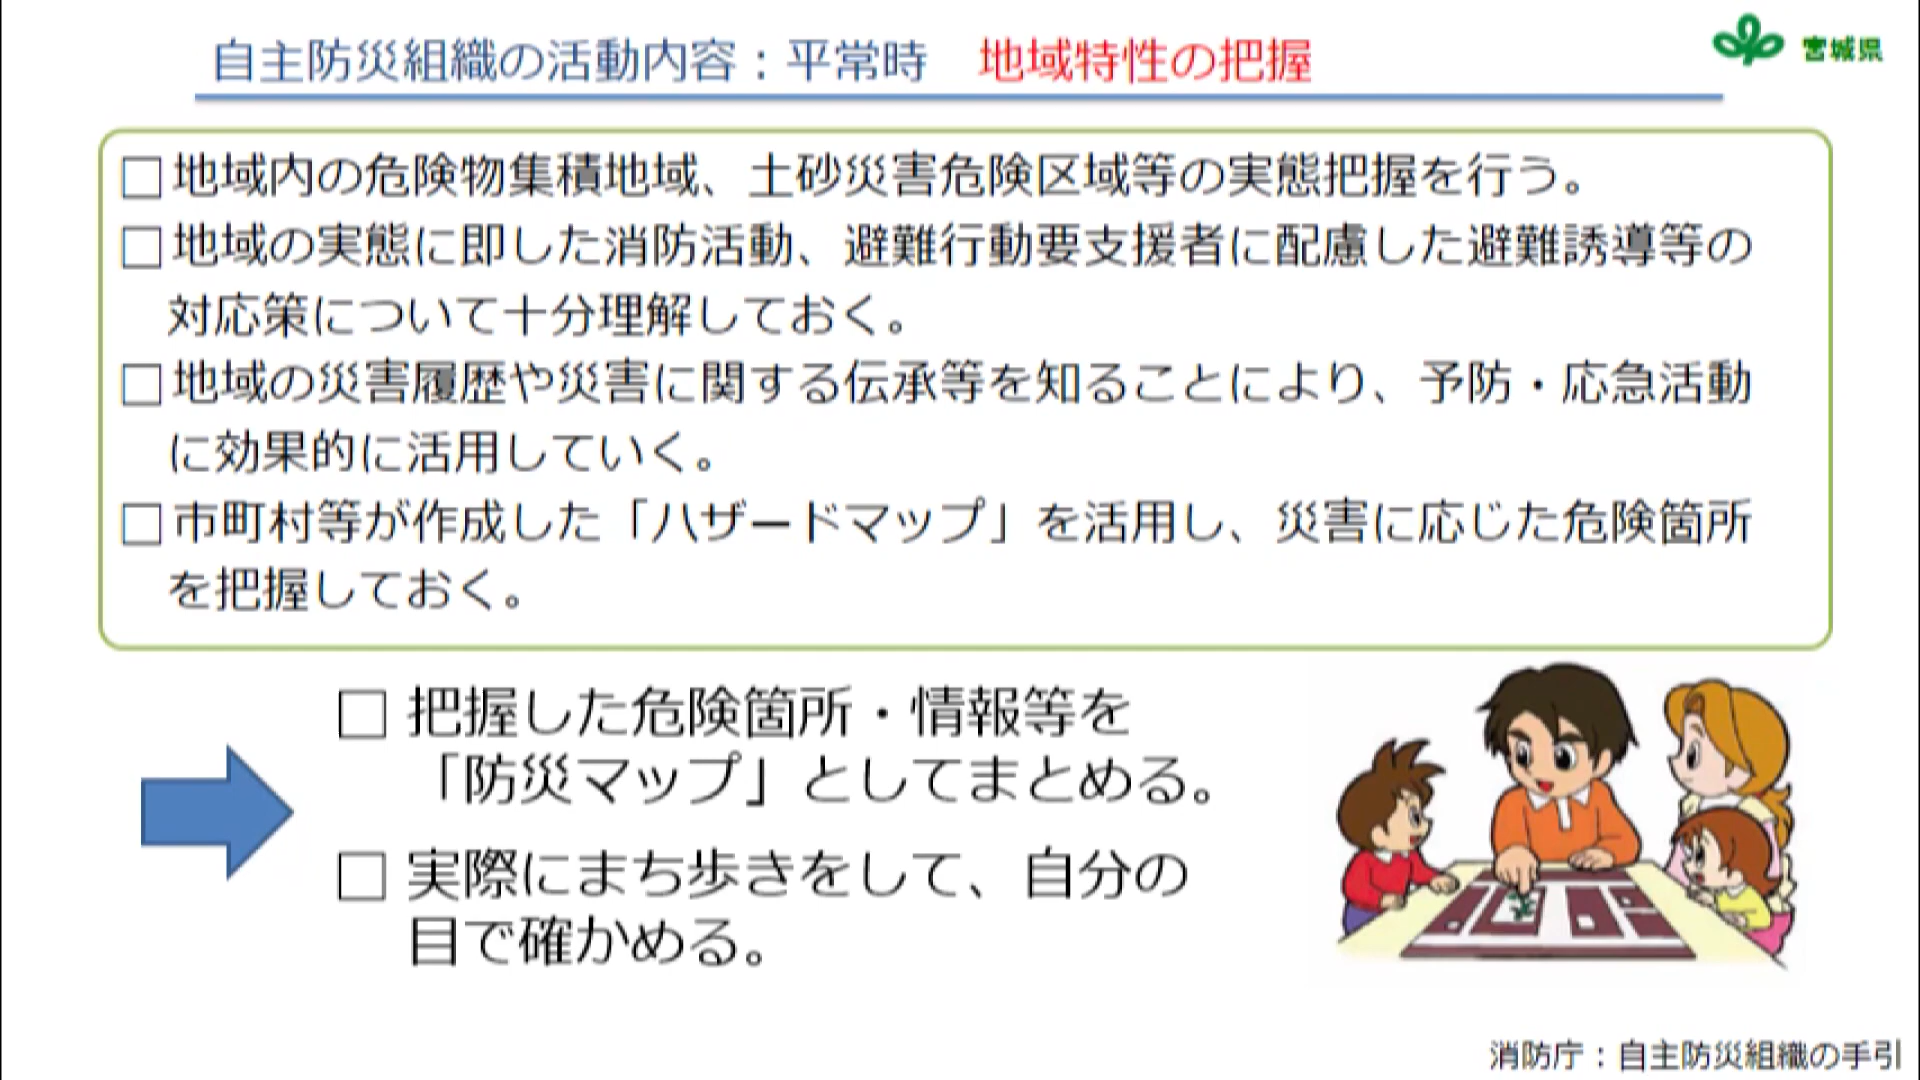 自主防災組織の活動内容：平常時　地域特性の把握
宮城県
□地域内の危険物集積地域、土砂災害危険区域等の実態把握を行う。
□地域の実態に即した消防活動、避難行動要支援者に配慮した避難誘導等の
対応策について十分理解しておく。
□地域の災害履歴や災害に関する伝承等を知ることにより、予防・応急活動
に効果的に活用していく。
□市町村等が作成した「ハザードマップ」を活用し、災害に応じた危険箇所
を把握しておく。
□ 把握した危険箇所・情報等を
「防災マップ」としてまとめる。
□ 実際にまち歩きをして、自分の
目で確かめる。
消防庁：自主防災組織の手引